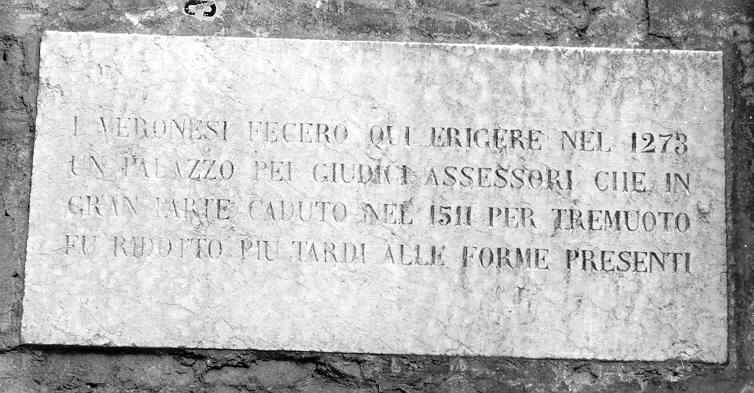 I VERONESI FECERO QUI ERIGERE NEL 1273
UN PALAZZO PEI GIUDICI ASSESSORI CHE IN
GRAN PARTE CADUTO NEL 1511 PER TREMUOTO
FU RIDOTTO PIU TARDI ALLE FORME PRESENTI